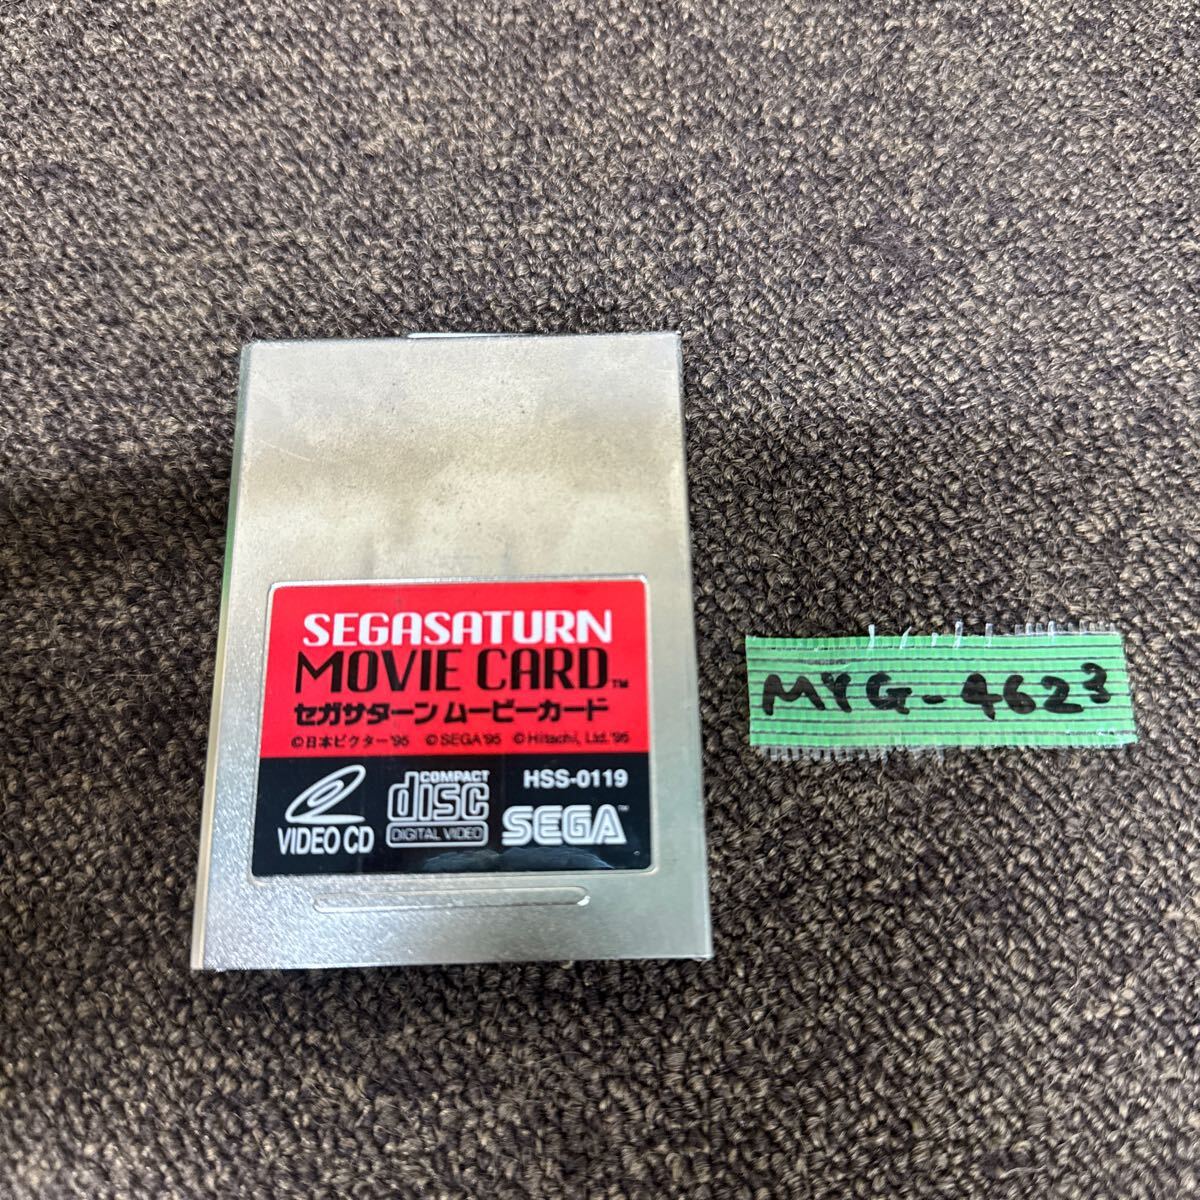 SEGASATURN
MOVIE CARD™
セガサターン ムービーカード
©日本ビクター'95 ©SEGA'95 ©Hitachi, Ltd.'95
HSS-0119
VIDEO CD
COMPACT
disc
DIGITAL VIDEO
SEGA™
MYG-4623